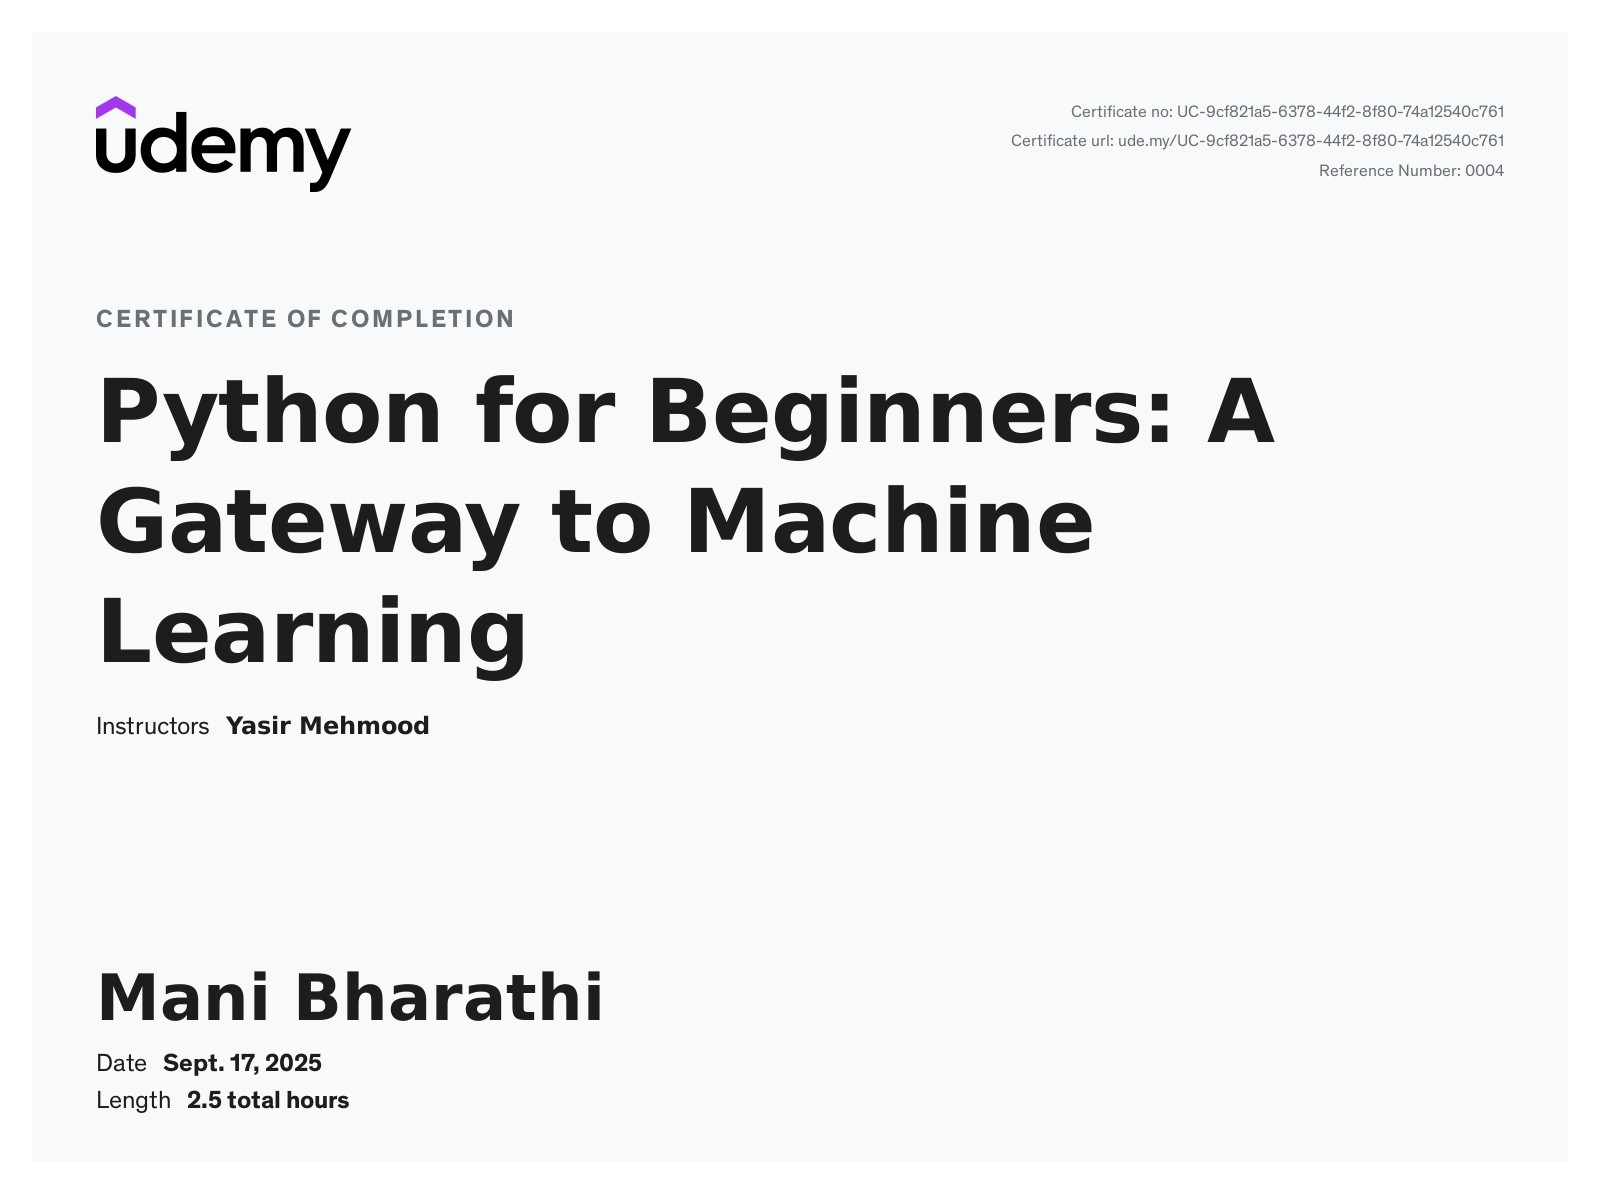 udemy
Certificate no: UC-9cf821a5-6378-44f2-8f80-74a12540c761
Certificate url: ude.my/UC-9cf821a5-6378-44f2-8f80-74a12540c761
Reference Number: 0004
CERTIFICATE OF COMPLETION
Python for Beginners: A
Gateway to Machine
Learning
Instructors Yasir Mehmood
Mani Bharathi
Date Sept. 17, 2025
Length 2.5 total hours